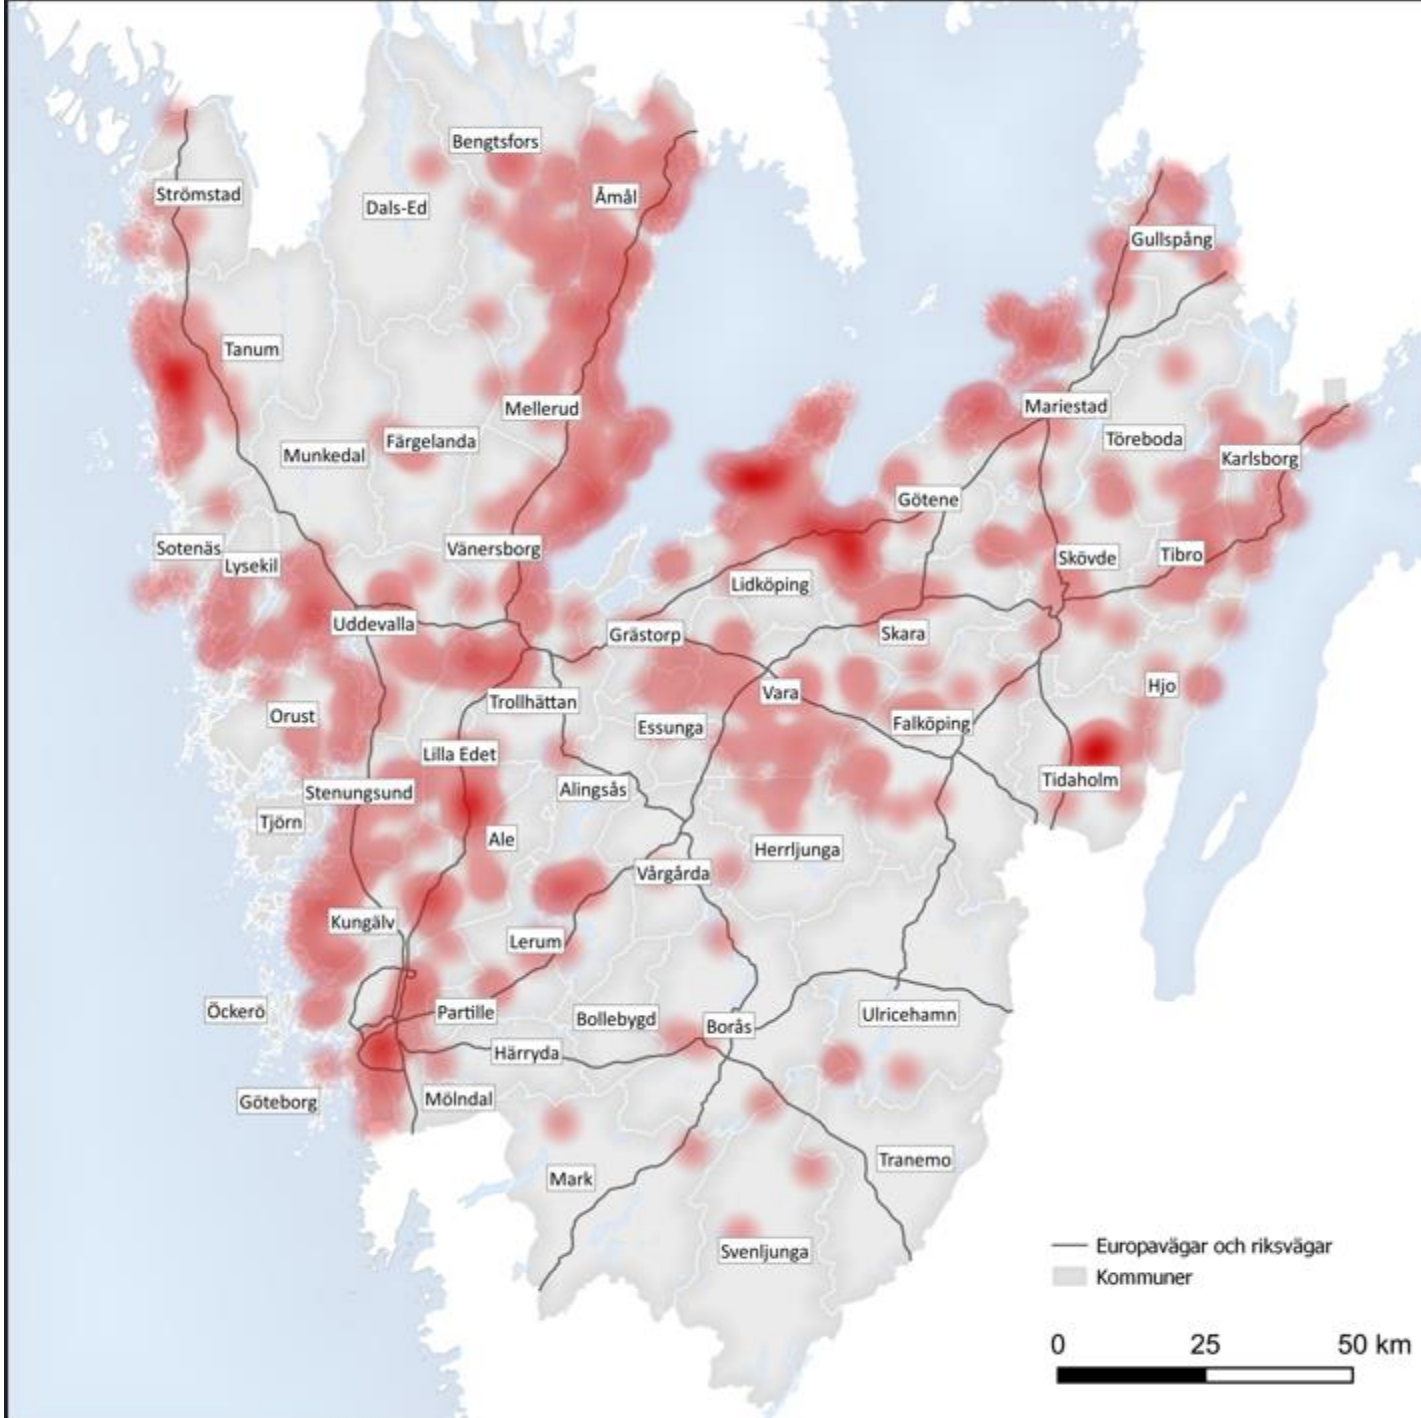 Bengtsfors
Strömstad
Åmål
Dals-Ed
Gullspång
Tanum
Mellerud
Mariestad
Färgelanda
Töreboda
Munkedal
Karlsborg
Götene
Sotenäs
Vänersborg
Lysekil
Skövde
Tibro
Lidköping
Uddevalla
Grästorp
Skara
Hjo
Vara
Trollhättan
Orust
Essunga
Falköping
Lilla Edet
Tidaholm
Stenungsund
Alingsås
Tjörn
Ale
Herrljunga
Vårgårda
Kungälv
Lerum
Öckerö
Partille
Bollebygd
Borås
Ulricehamn
Härryda
Göteborg
Mölndal
Tranemo
Mark
Svenljunga
Europavägar och riksvägar
Kommuner
0 25 50 km